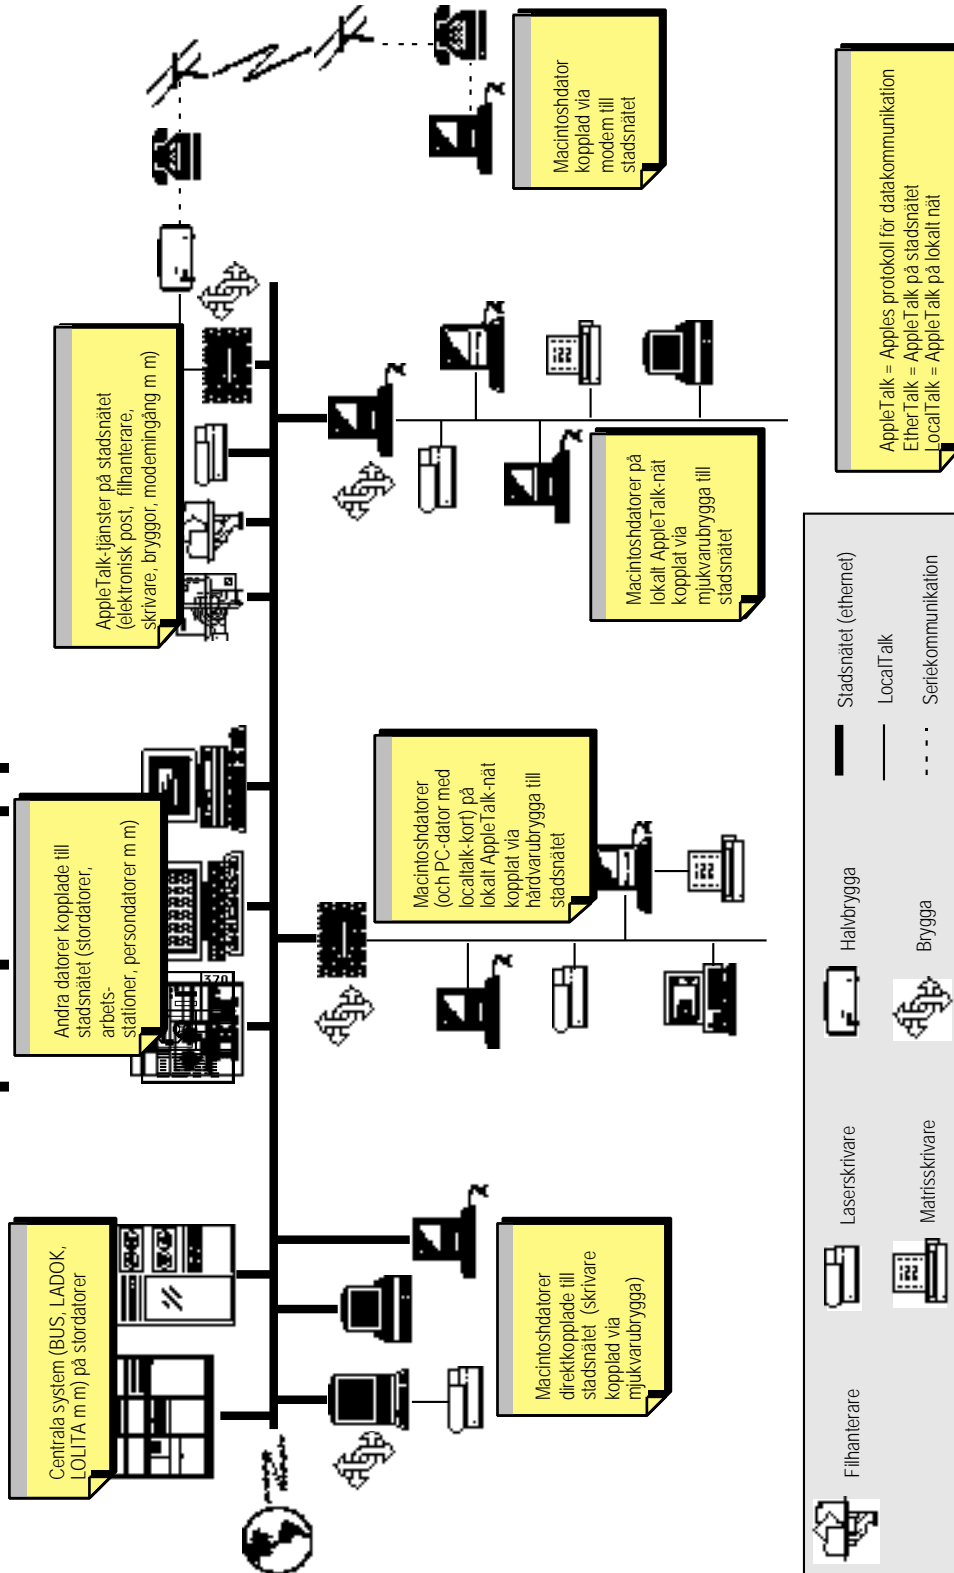 Centrala system (BUS, LADOK,
LOLITA m m) på stordatorer
Andra datorer kopplade till
stadsnätet (stordatorer,
arbets-
stationer, persondatorer m m)
370
AppleTalk-tjänster på stadsnätet
(elektronisk post, filhanterare,
skrivare, bryggor, modemingång m m)
Macintoshdator
kopplad via
modem till
stadsnätet
Macintoshdatorer
direktkopplade till
stadsnätet (skrivare
kopplad via
mjukvarubrygga)
Macintoshdatorer
(och PC-dator med
localtalk-kort) på
lokalt AppleTalk-nät
kopplat via
hårdvarubrygga till
stadsnätet
Macintoshdatorer på
lokalt AppleTalk-nät
kopplat via
mjukvarubrygga till
stadsnätet
AppleTalk = Apples protokoll för datakommunikation
EtherTalk = AppleTalk på stadsnätet
LocalTalk = AppleTalk på lokalt nät
Filhanterare
Laserskrivare
Matrisskrivare
Halvbrygga
Brygga
Stadsnätet (ethernet)
LocalTalk
Seriekommunikation